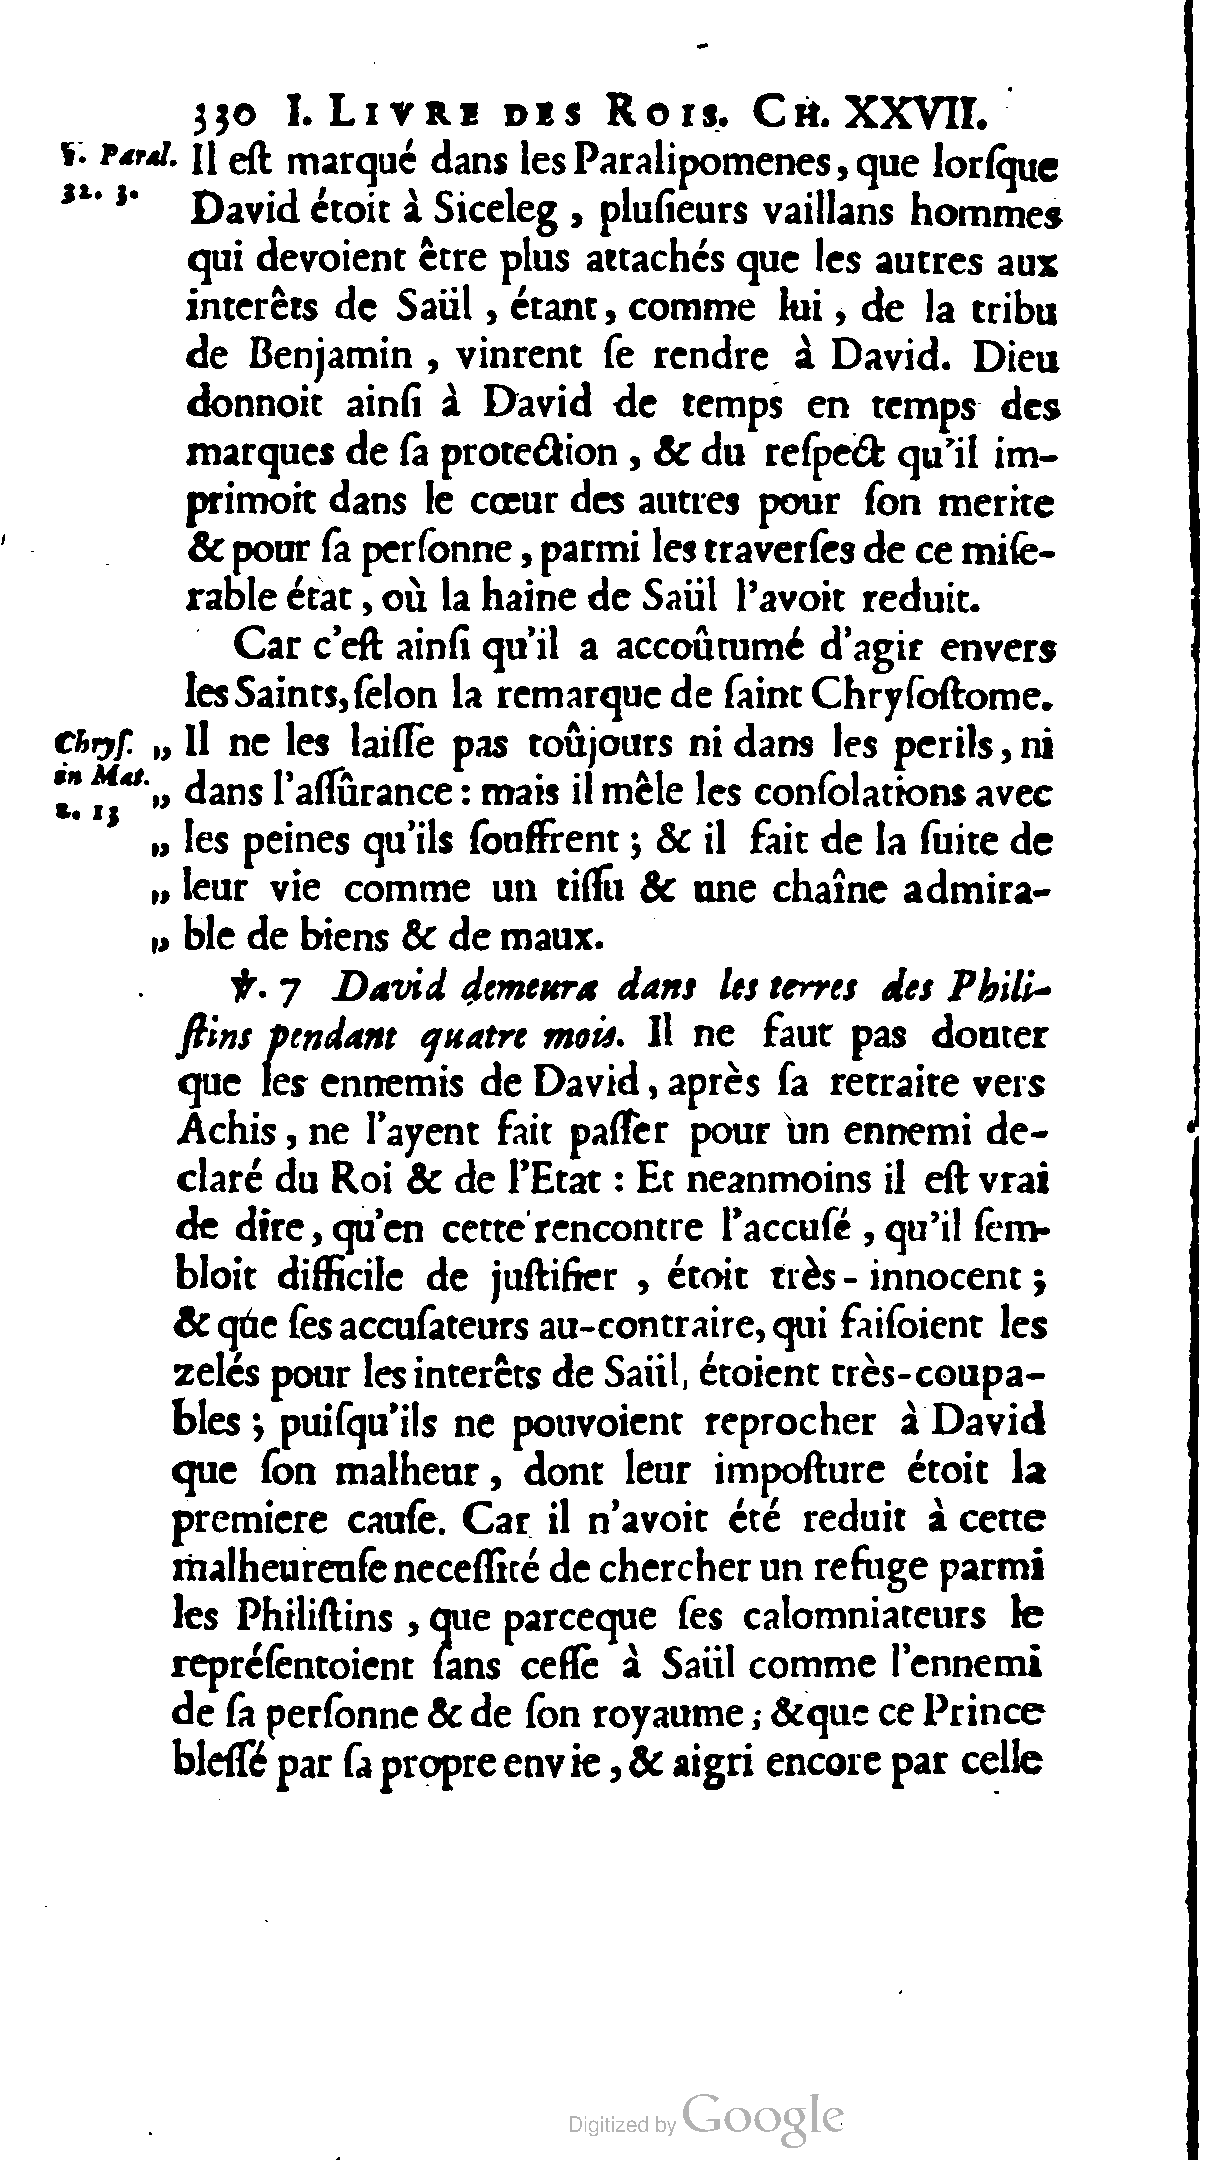 330 I. LIVRE DES ROIS. CH. XXVII.
Il eſt marqué dans les Paralipomenes, que lorſque
1. Paral.
32. 3.
David étoit à Siceleg, pluſieurs vaillans hommes
qui devoient être plus attachés que les autres aux
interêts de Saül, étant, comme lui, de la tribu
de Benjamin, vinrent ſe rendre à David. Dieu
donnoit ainſi à David de temps en temps des
marques de ſa protection, & du reſpect qu'il im-
primoit dans le cœur des autres pour ſon merite
& pour ſa perſonne, parmi les traverſes de ce miſe-
rable état, où la haine de Saül l'avoit reduit.
Car c'eſt ainſi qu'il a accoûtumé d'agir envers
les Saints, ſelon la remarque de ſaint Chryſoſtome.
Chryſ.
in Mat.
2. 13
„ Il ne les laiſſe pas toûjours ni dans les perils, ni
„ dans l'aſſûrance : mais il mêle les conſolations avec
„ les peines qu'ils ſouffrent ; & il fait de la ſuite de
„ leur vie comme un tiſſu & une chaîne admira-
„ ble de biens & de maux.
℣. 7 David demeura dans les terres des Phili-
ſtins pendant quatre mois. Il ne faut pas douter
que les ennemis de David, après ſa retraite vers
Achis, ne l'ayent fait paſſer pour un ennemi de-
claré du Roi & de l'Etat : Et neanmoins il eſt vrai
de dire, qu'en cette rencontre l'accuſé, qu'il ſem-
bloit difficile de juſtifier, étoit très-innocent ;
& que ſes accuſateurs au-contraire, qui faiſoient les
zelés pour les interêts de Saül, étoient très-coupa-
bles ; puiſqu'ils ne pouvoient reprocher à David
que ſon malheur, dont leur impoſture étoit la
premiere cauſe. Car il n'avoit été reduit à cette
malheureuſe neceſſité de chercher un refuge parmi
les Philiſtins, que parceque ſes calomniateurs le
repréſentoient ſans ceſſe à Saül comme l'ennemi
de ſa perſonne & de ſon royaume ; & que ce Prince
bleſſé par ſa propre envie, & aigri encore par celle
Digitized by Google